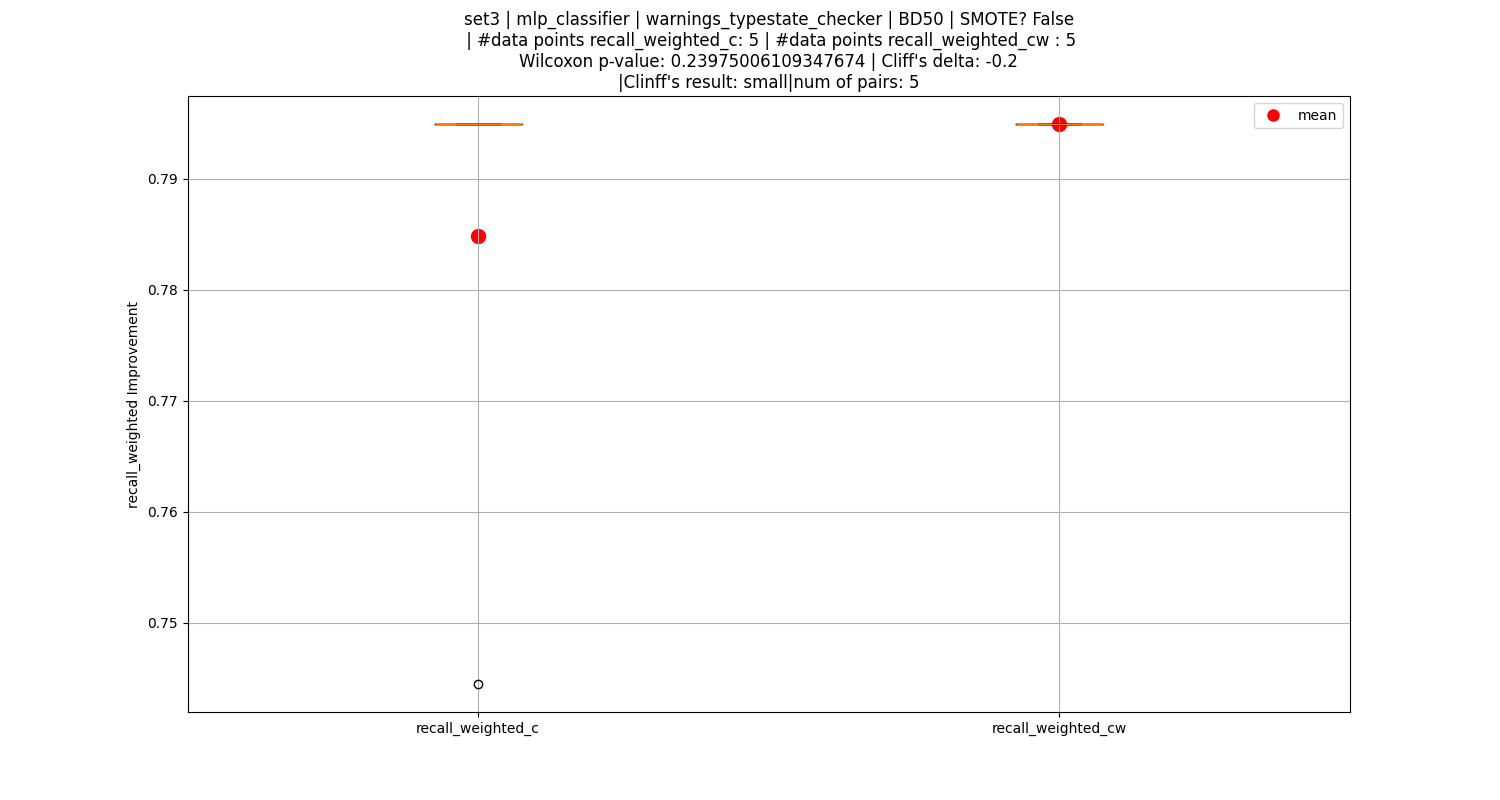 set3 | mlp_classifier | warnings_typestate_checker | BD50 | SMOTE? False
| #data points recall_weighted_c: 5 | #data points recall_weighted_cw : 5
Wilcoxon p-value: 0.23975006109347674 | Cliff's delta: -0.2
|Clinff's result: small|num of pairs: 5
mean
0.79
0.78
0.77
0.76
0.75
recall_weighted Improvement
recall_weighted_c
recall_weighted_cw